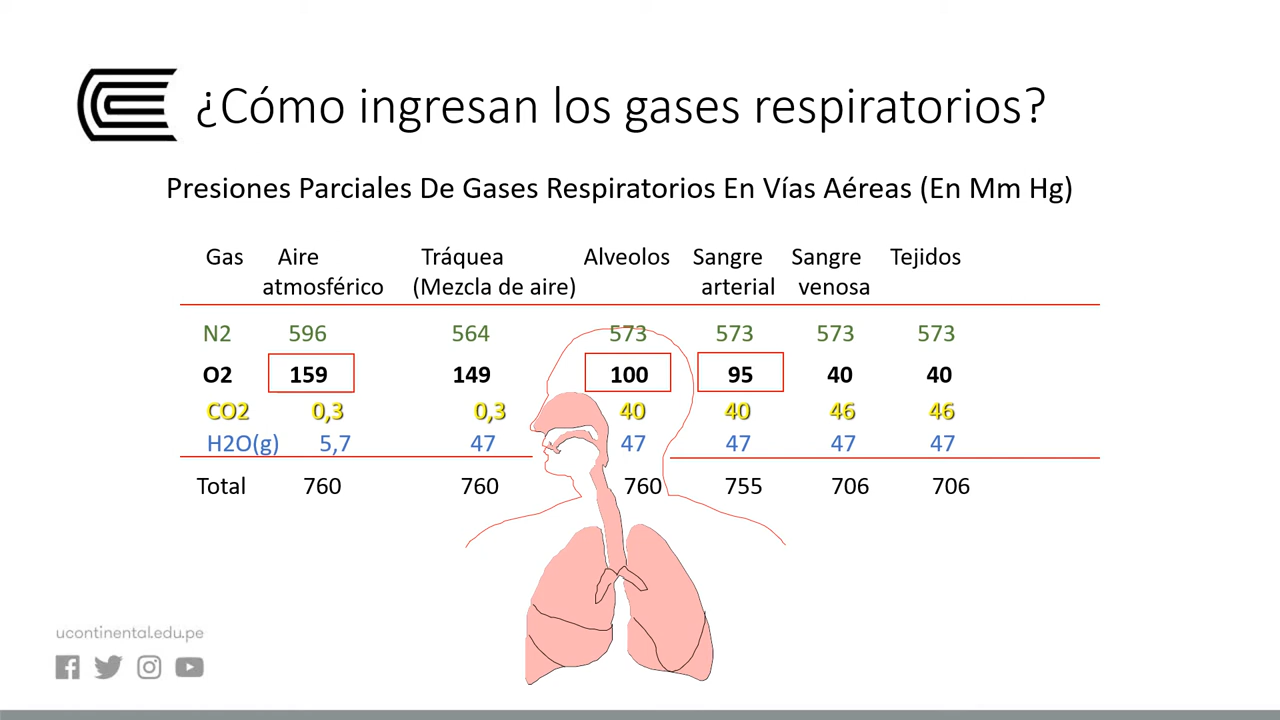 ¿Cómo ingresan los gases respiratorios?
Presiones Parciales De Gases Respiratorios En Vías Aéreas (En Mm Hg)
Gas Aire Tráquea Alveolos Sangre Sangre Tejidos
atmosférico (Mezcla de aire) arterial venosa
N2 596 564 573 573 573 573
O2 159 149 100 95 40 40
CO2 0,3 0,3 40 40 46 46
H2O(g) 5,7 47 47 47 47 47
Total 760 760 760 755 706 706
ucontinental.edu.pe